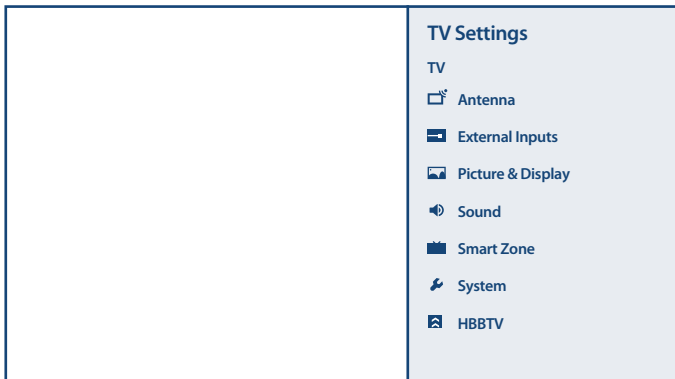 TV Settings
TV
Antenna
External Inputs
Picture & Display
Sound
Smart Zone
System
HBBTV